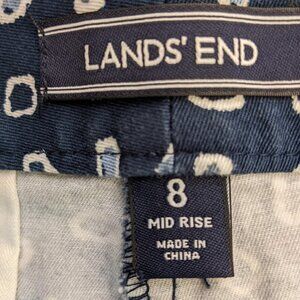 LANDS' END
8
MID RISE
MADE IN
CHINA